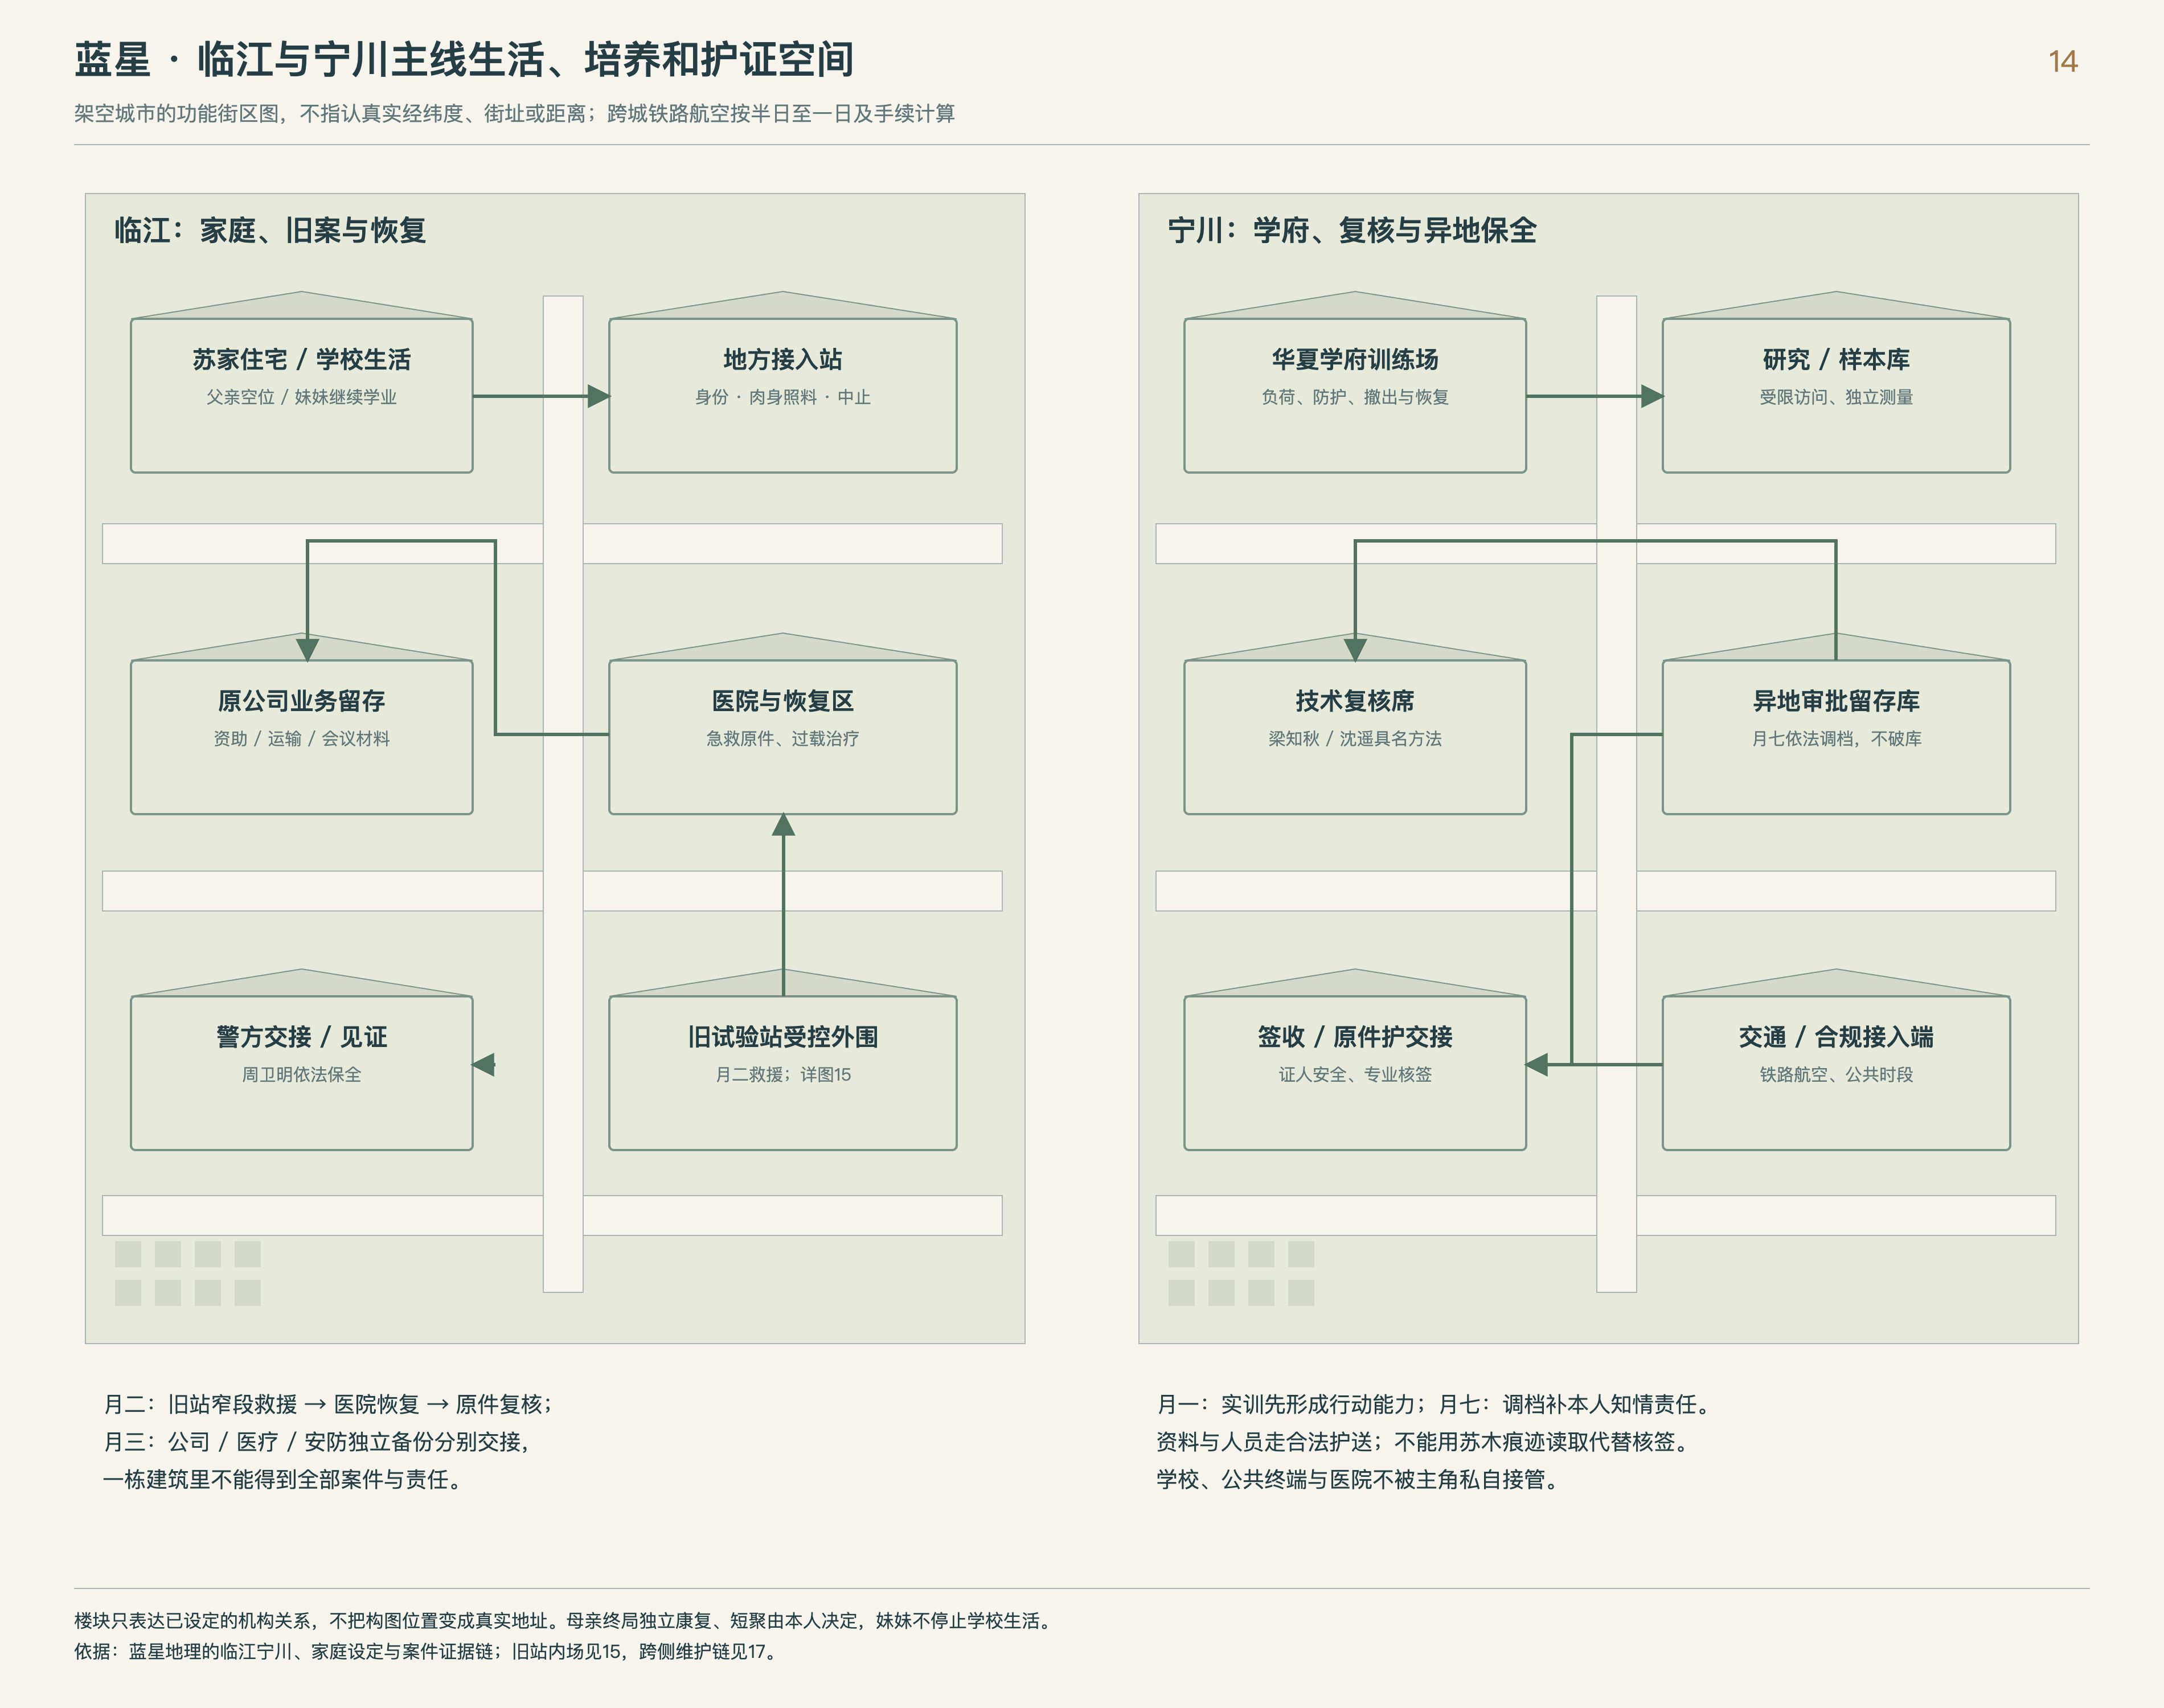 蓝星 · 临江与宁川主线生活、培养和护证空间
14
架空城市的功能街区图，不指认真实经纬度、街址或距离；跨城铁路航空按半日至一日及手续计算
临江：家庭、旧案与恢复
苏家住宅 / 学校生活
父亲空位 / 妹妹继续学业
地方接入站
身份 · 肉身照料 · 中止
原公司业务留存
资助 / 运输 / 会议材料
医院与恢复区
急救原件、过载治疗
警方交接 / 见证
周卫明依法保全
旧试验站受控外围
月二救援；详图15
宁川：学府、复核与异地保全
华夏学府训练场
负荷、防护、撤出与恢复
研究 / 样本库
受限访问、独立测量
技术复核席
梁知秋 / 沈遥具名方法
异地审批留存库
月七依法调档，不破库
签收 / 原件护交接
证人安全、专业核签
交通 / 合规接入端
铁路航空、公共时段
月二：旧站窄段救援 → 医院恢复 → 原件复核；
月三：公司 / 医疗 / 安防独立备份分别交接，
一栋建筑里不能得到全部案件与责任。
月一：实训先形成行动能力；月七：调档补本人知情责任。
资料与人员走合法护送；不能用苏木痕迹读取代替核签。
学校、公共终端与医院不被主角私自接管。
楼块只表达已设定的机构关系，不把构图位置变成真实地址。母亲终局独立康复、短聚由本人决定，妹妹不停止学校生活。
依据：蓝星地理的临江宁川、家庭设定与案件证据链；旧站内场见15，跨侧维护链见17。